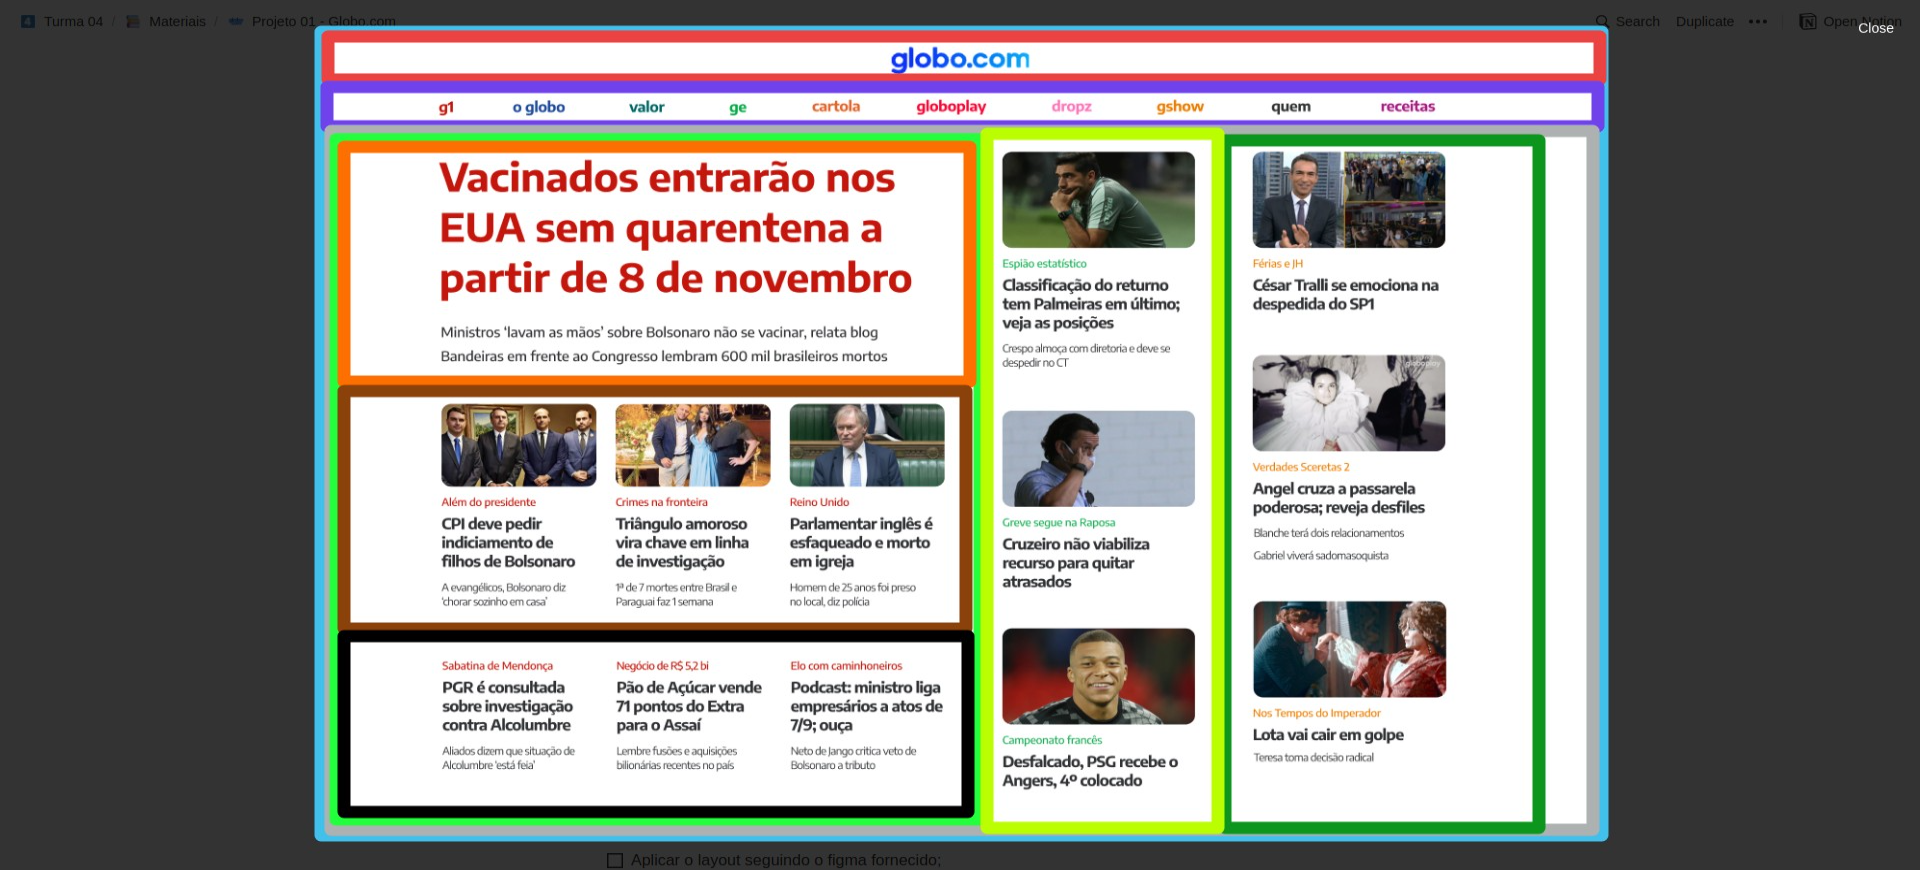 4 Turma 04 / Materiais / Projeto 01 - Globo.com
Search Duplicate Open Notion
Close
globo.com
g1 o globo valor ge cartola globoplay dropz gshow quem receitas
Vacinados entrarão nos
EUA sem quarentena a
partir de 8 de novembro
Ministros ‘lavam as mãos’ sobre Bolsonaro não se vacinar, relata blog
Bandeiras em frente ao Congresso lembram 600 mil brasileiros mortos
Além do presidente
CPI deve pedir
indiciamento de
filhos de Bolsonaro
A evangélicos, Bolsonaro diz
‘chorar sozinho em casa’
Crimes na fronteira
Triângulo amoroso
vira chave em linha
de investigação
1ª de 7 mortes entre Brasil e
Paraguai faz 1 semana
Reino Unido
Parlamentar inglês é
esfaqueado e morto
em igreja
Homem de 25 anos foi preso
no local, diz polícia
Sabatina de Mendonça
PGR é consultada
sobre investigação
contra Alcolumbre
Aliados dizem que situação de
Alcolumbre ‘está feia’
Negócio de R$ 5,2 bi
Pão de Açúcar vende
71 pontos do Extra
para o Assaí
Lembre fusões e aquisições
bilionárias recentes no país
Elo com caminhoneiros
Podcast: ministro liga
empresários a atos de
7/9; ouça
Neto de Jango critica veto de
Bolsonaro a tributo
Espião estatístico
Classificação do returno
tem Palmeiras em último;
veja as posições
Crespo almoça com diretoria e deve se
despedir no CT
Greve segue na Raposa
Cruzeiro não viabiliza
recurso para quitar
atrasados
Campeonato francês
Desfalcado, PSG recebe o
Angers, 4º colocado
Férias e JH
César Tralli se emociona na
despedida do SP1
globoplay
Verdades Sceretas 2
Angel cruza a passarela
poderosa; reveja desfiles
Blanche terá dois relacionamentos
Gabriel viverá sadomasoquista
Nos Tempos do Imperador
Lota vai cair em golpe
Teresa toma decisão radical
Aplicar o layout seguindo o figma fornecido;